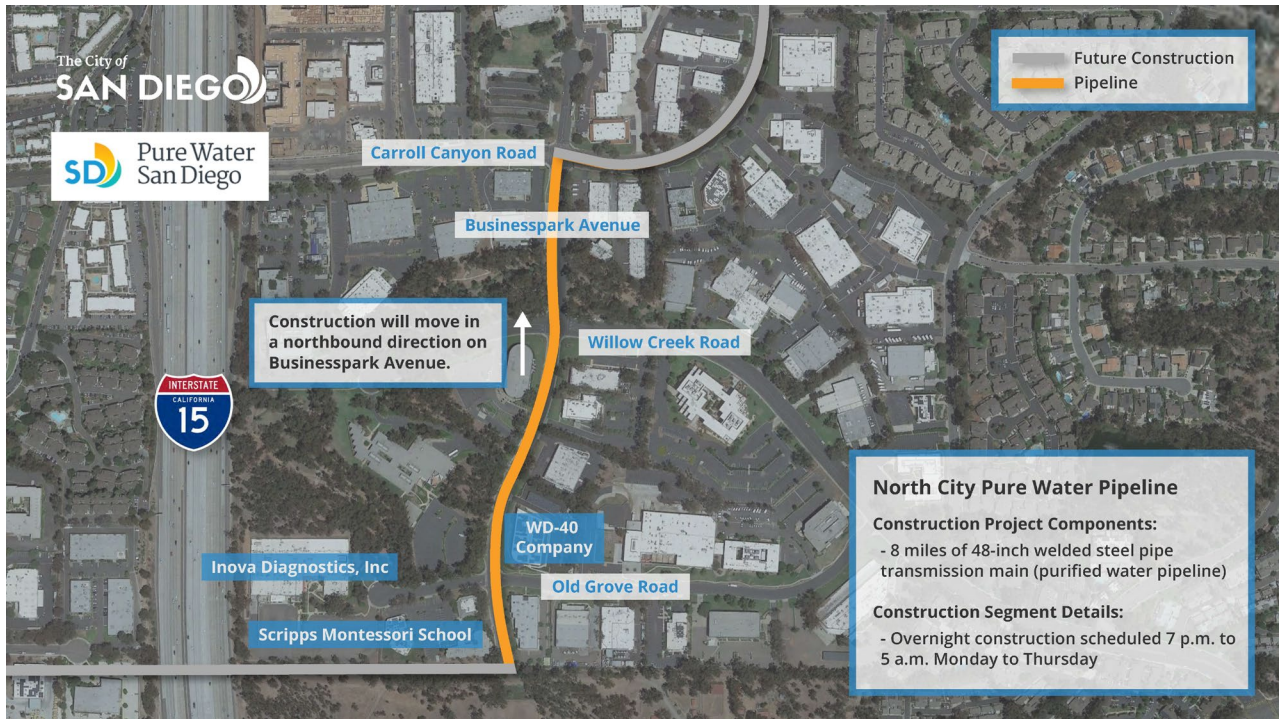 The City of
SAN DIEGO
SD
Pure Water
San Diego
Future Construction
Pipeline
Carroll Canyon Road
Businesspark Avenue
Construction will move in
a northbound direction on
Businesspark Avenue.
Willow Creek Road
INTERSTATE
CALIFORNIA
15
WD-40
Company
Inova Diagnostics, Inc
Old Grove Road
Scripps Montessori School
North City Pure Water Pipeline
Construction Project Components:
- 8 miles of 48-inch welded steel pipe
transmission main (purified water pipeline)
Construction Segment Details:
- Overnight construction scheduled 7 p.m. to
5 a.m. Monday to Thursday